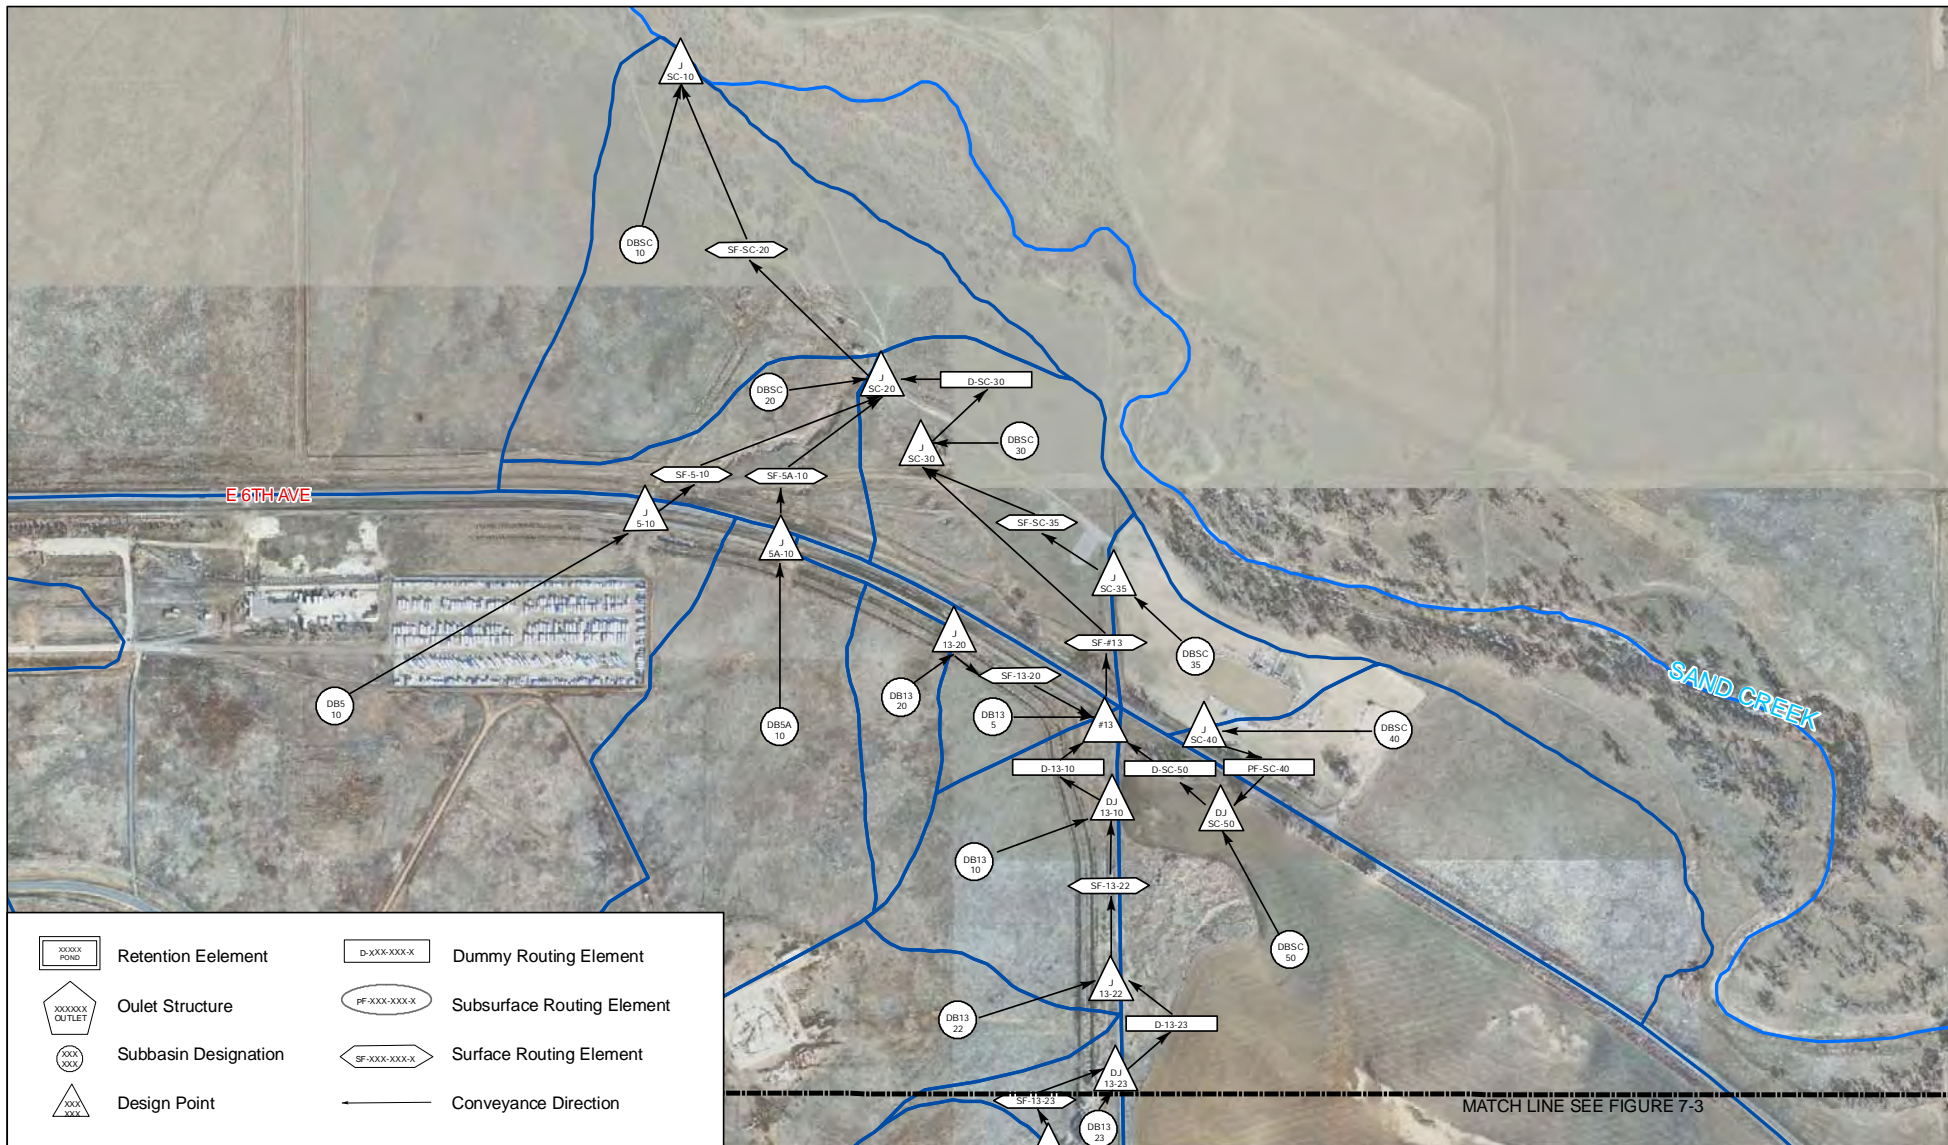 J
SC-10
DBSC
10
SF-SC-20
J
SC-20
DBSC
20
D-SC-30
J
SC-30
DBSC
30
SF-5-10
SF-5A-10
E 6TH AVE
J
5-10
J
5A-10
SF-SC-35
J
SC-35
J
13-20
SF-#13
DBSC
35
SF-13-20
DB5
10
DB5A
10
DB13
20
DB13
5
#13
J
SC-40
DBSC
40
SAND CREEK
D-13-10
D-SC-50
PF-SC-40
DJ
13-10
DJ
SC-50
DB13
10
SF-13-22
DBSC
50
J
13-22
DB13
22
D-13-23
DJ
13-23
SF-13-23
DB13
23
MATCH LINE SEE FIGURE 7-3
XXXXX
POND
Retention Eelement
D-XXX-XXX-X
Dummy Routing Element
XXXXXX
OUTLET
Oulet Structure
PF-XXX-XXX-X
Subsurface Routing Element
XXX
XXX
Subbasin Designation
SF-XXX-XXX-X
Surface Routing Element
XXX
XXX
Design Point
Conveyance Direction